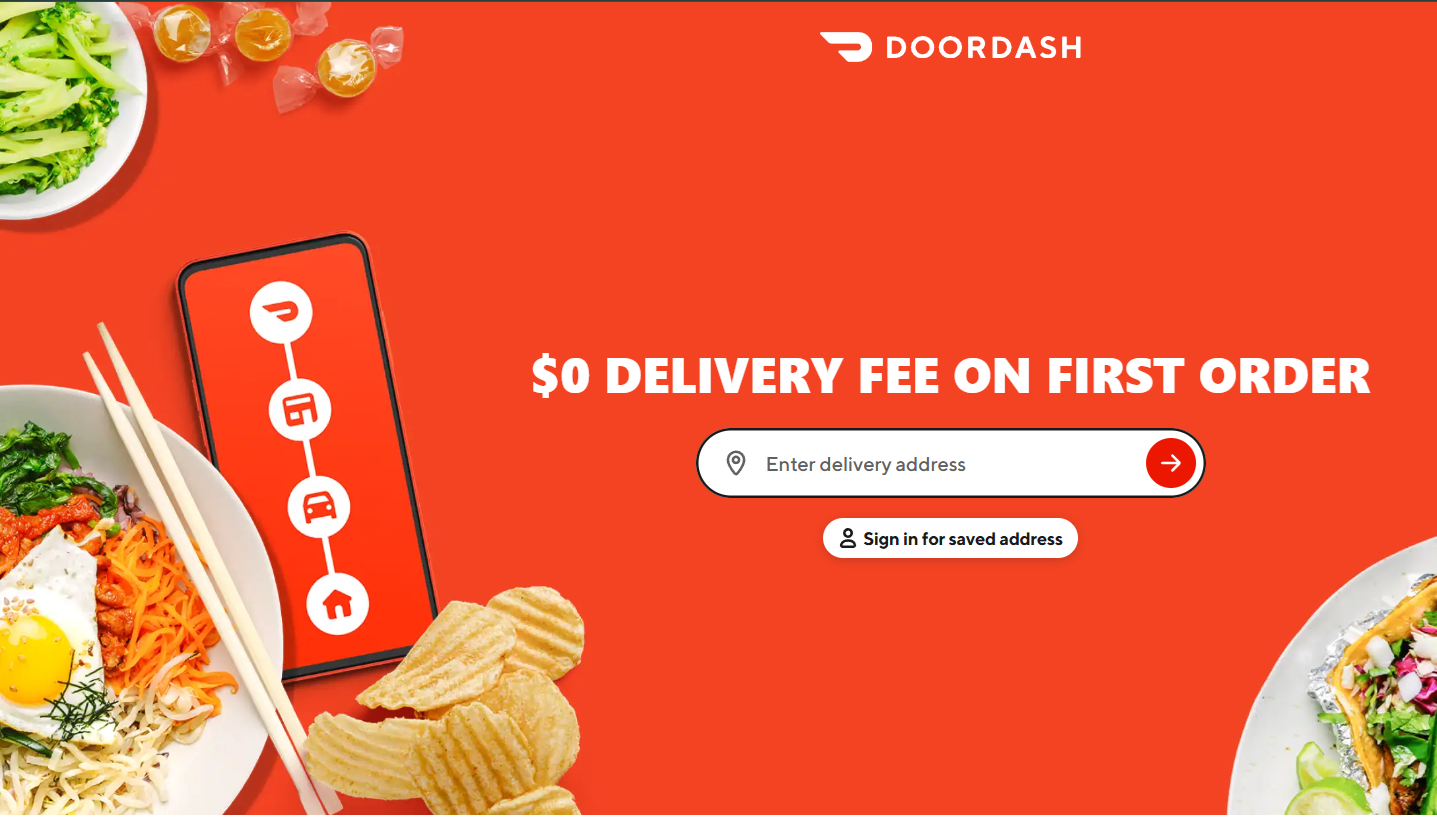 DOORDASH
$0 DELIVERY FEE ON FIRST ORDER
Enter delivery address
Sign in for saved address